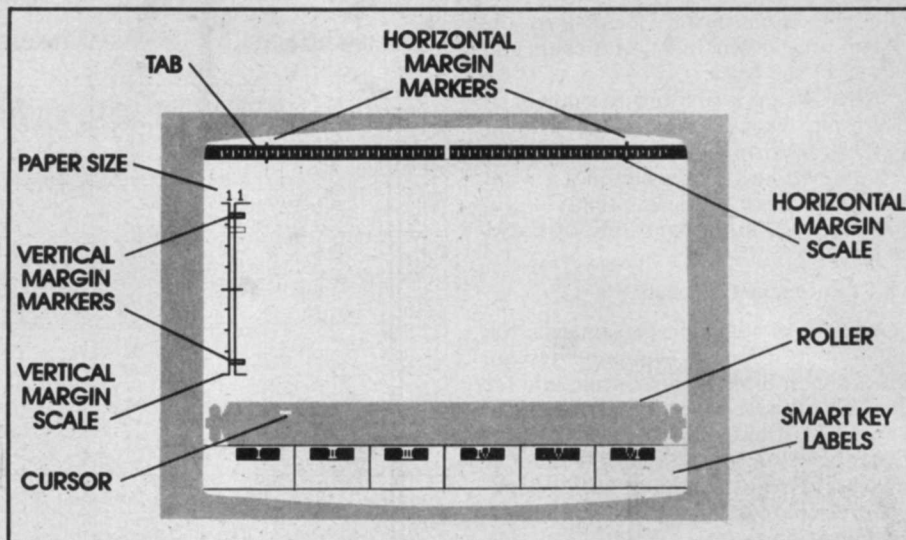 HORIZONTAL
MARGIN
MARKERS
TAB
PAPER SIZE
11
HORIZONTAL
MARGIN
SCALE
VERTICAL
MARGIN
MARKERS
ROLLER
VERTICAL
MARGIN
SCALE
SMART KEY
LABELS
I II III IV V VI
CURSOR